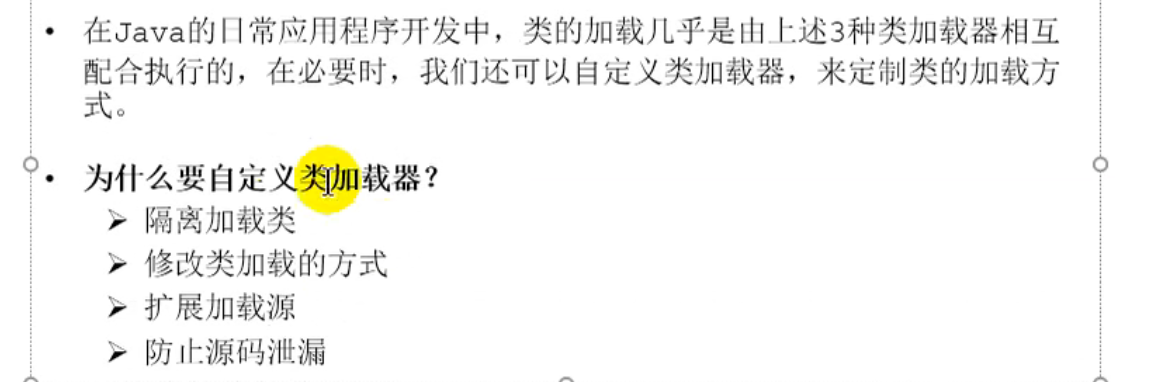 • 在Java的日常应用程序开发中，类的加载几乎是由上述3种类加载器相互
配合执行的，在必要时，我们还可以自定义类加载器，来定制类的加载方
式。
• 为什么要自定义类加载器？
➢ 隔离加载类
➢ 修改类加载的方式
➢ 扩展加载源
➢ 防止源码泄漏